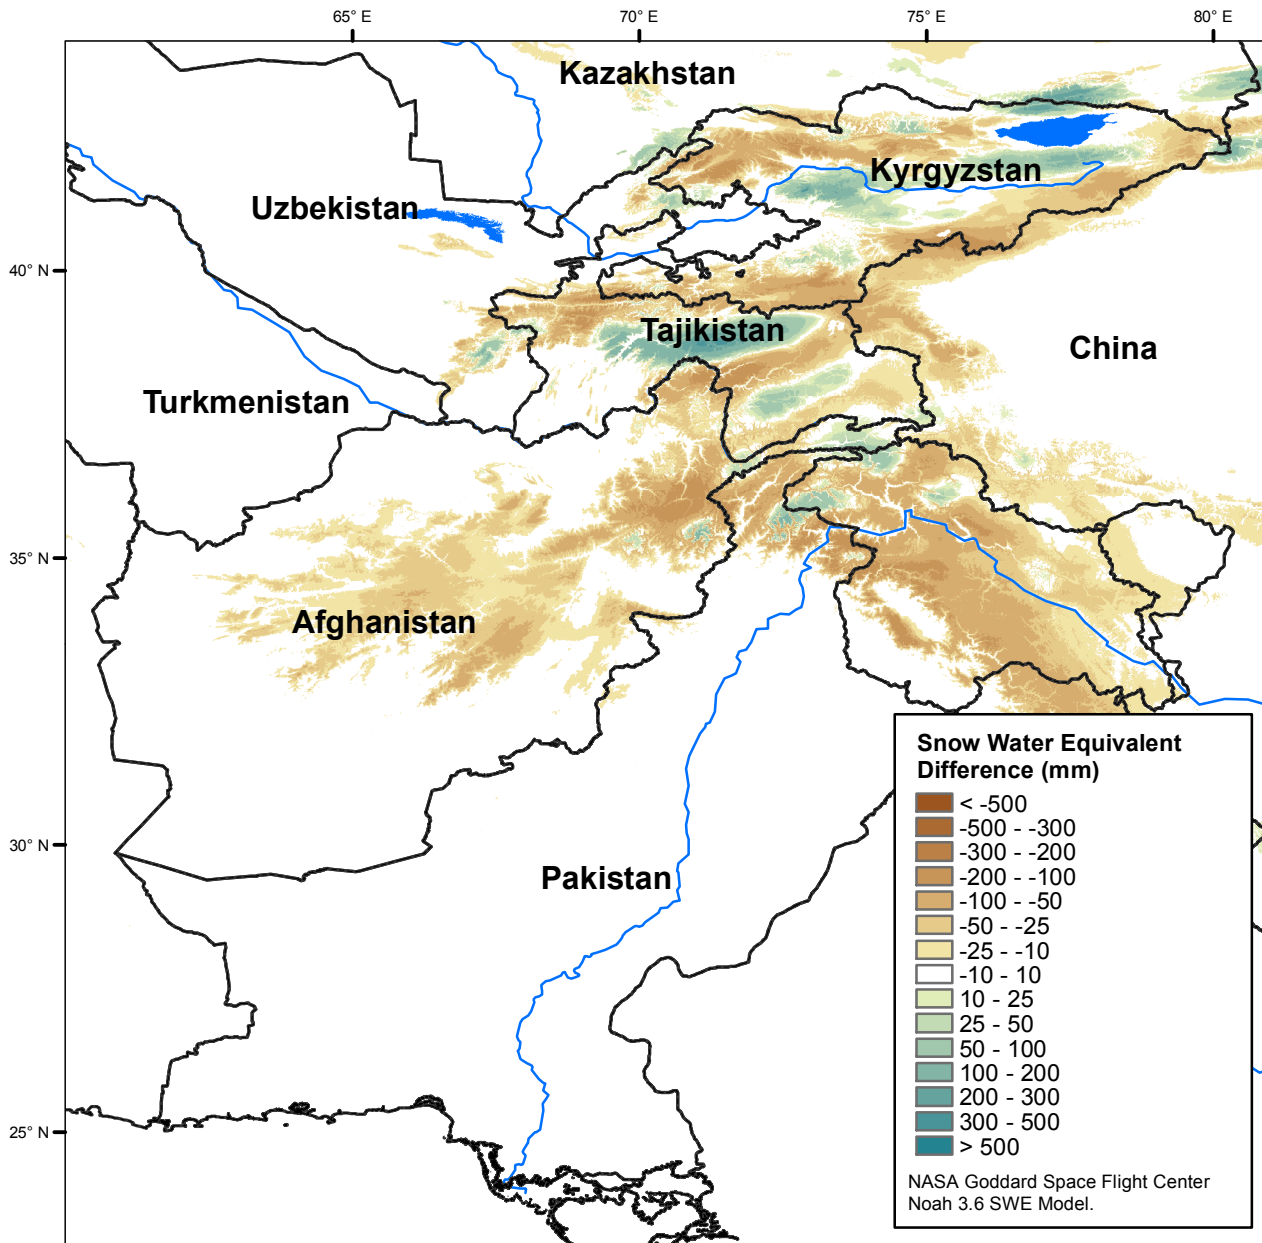 65° E
70° E
75° E
80° E
Kazakhstan
Kyrgyzstan
Uzbekistan
40° N
Tajikistan
China
Turkmenistan
35° N
Afghanistan
30° N
Pakistan
25° N
Snow Water Equivalent
Difference (mm)
< -500
-500 - -300
-300 - -200
-200 - -100
-100 - -50
-50 - -25
-25 - -10
-10 - 10
10 - 25
25 - 50
50 - 100
100 - 200
200 - 300
300 - 500
> 500
NASA Goddard Space Flight Center
Noah 3.6 SWE Model.